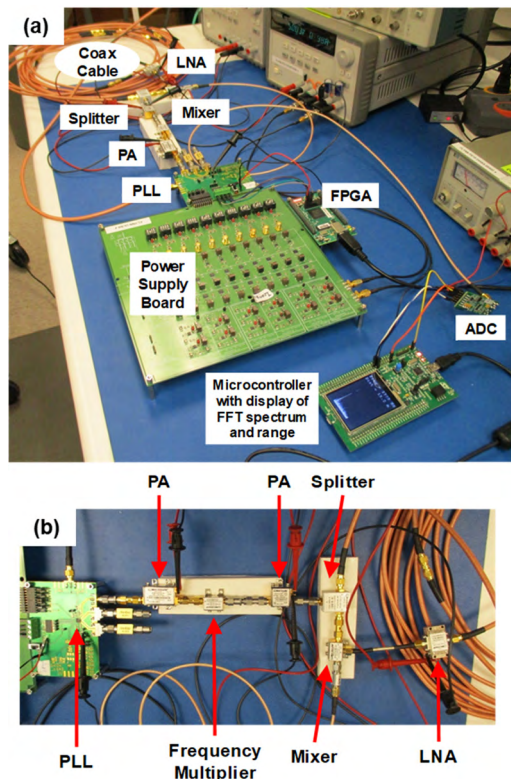 (a)
Coax
Cable
LNA
Splitter
Mixer
PA
PLL
FPGA
Power
Supply
Board
ADC
Microcontroller
with display of
FFT spectrum
and range
PA
PA
Splitter
(b)
PLL
Frequency
Multiplier
Mixer
LNA